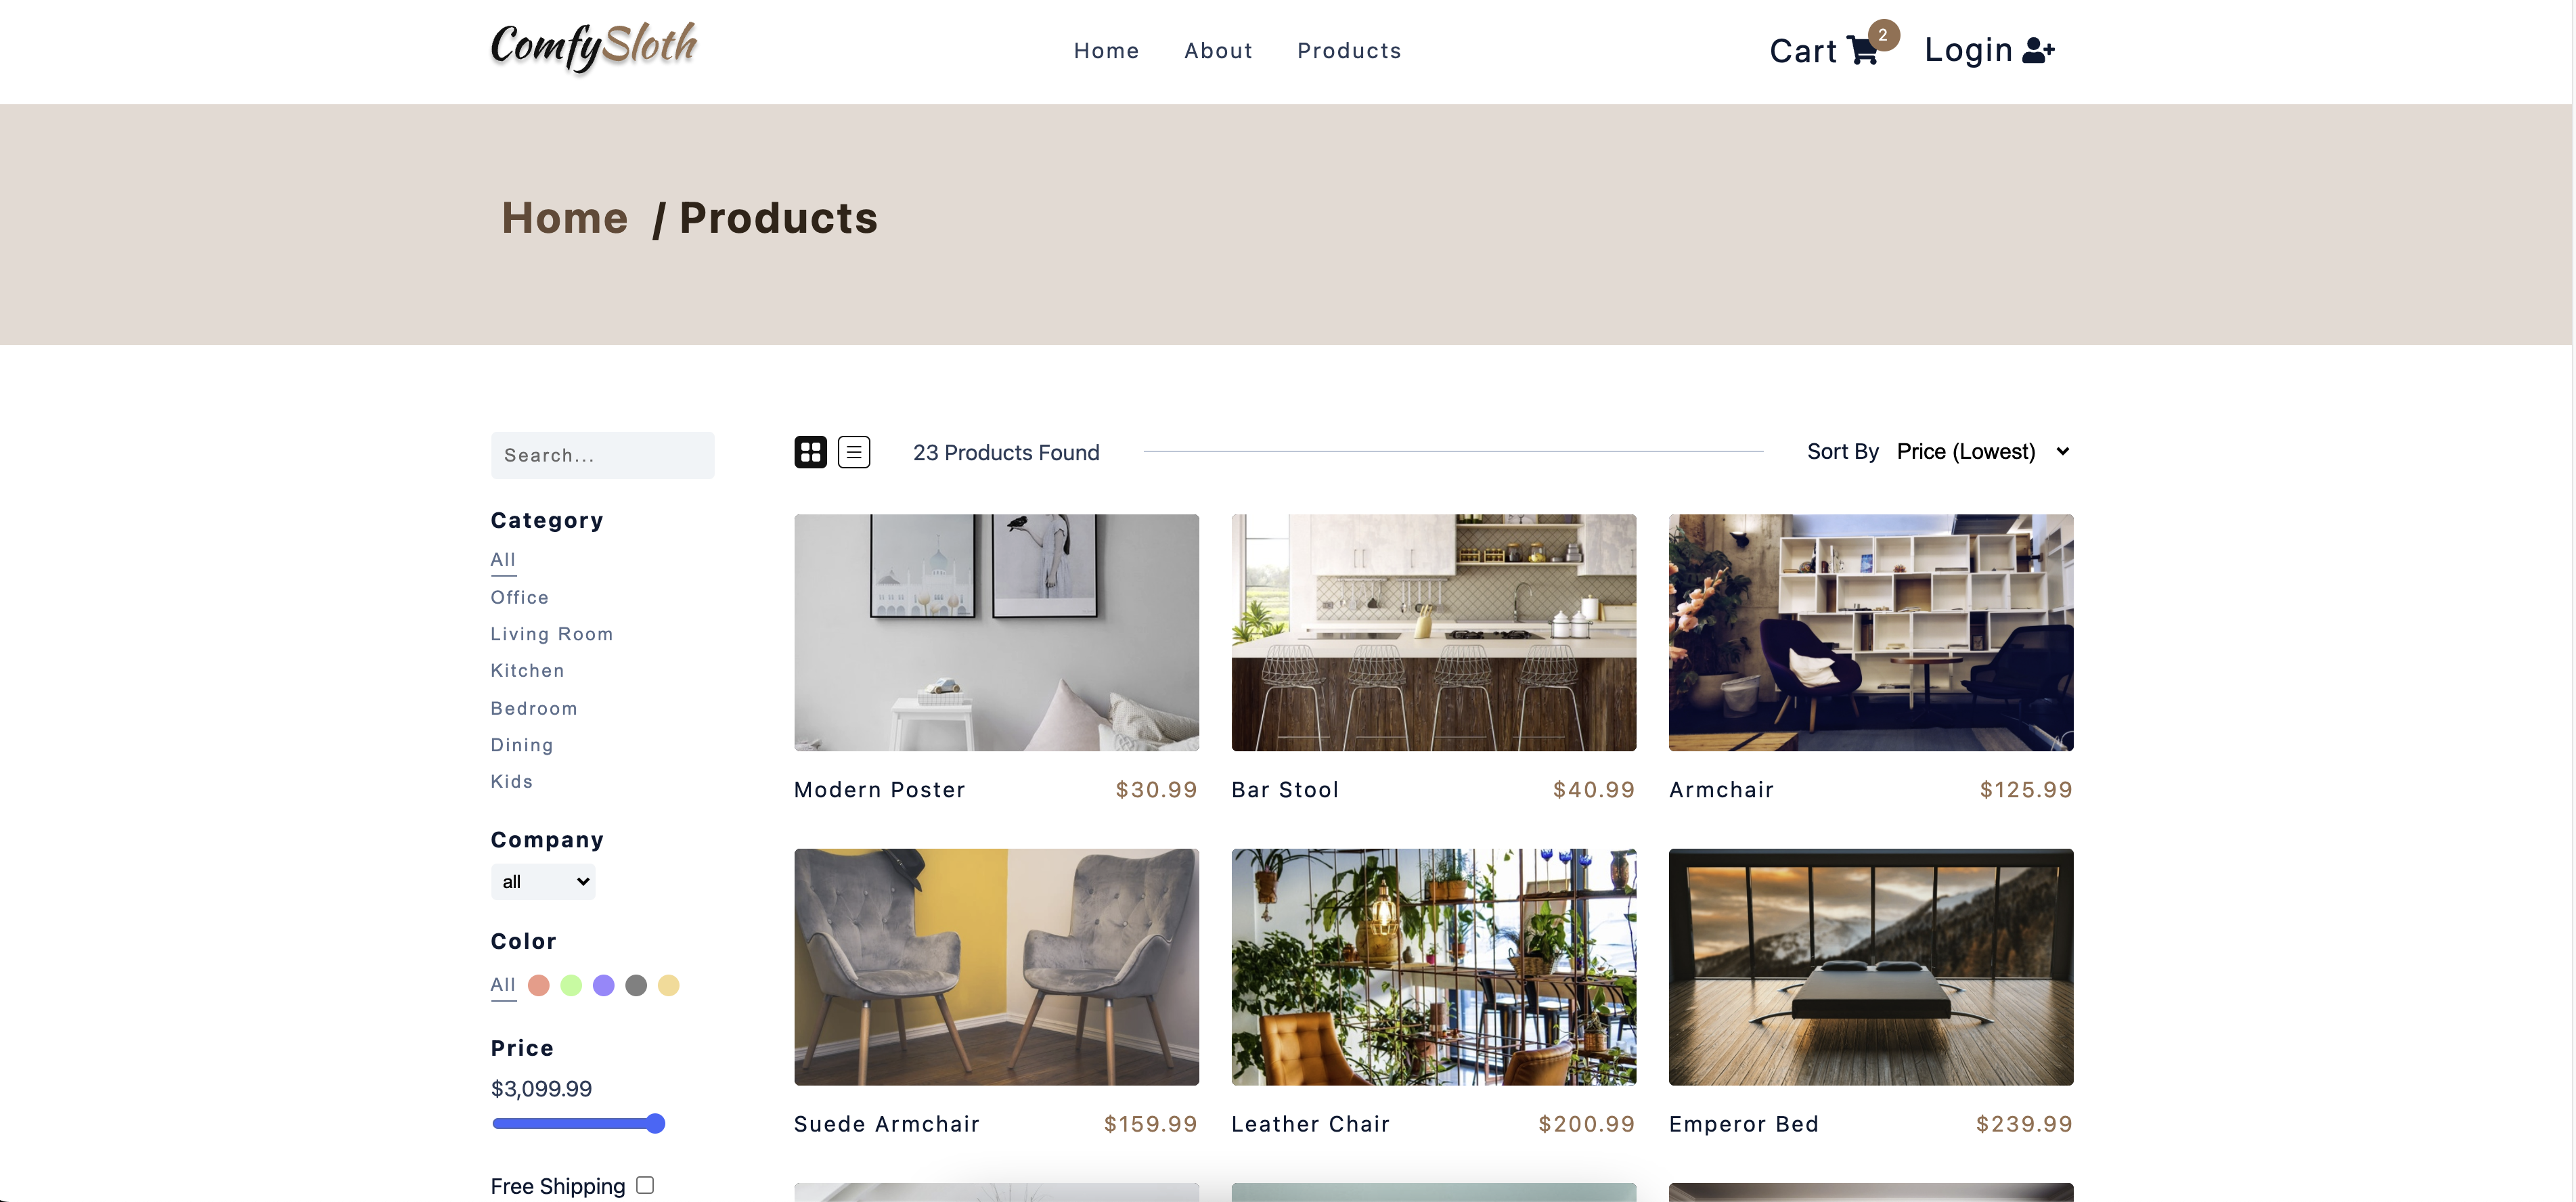 ComfySloth
Home About Products
Cart 2 Login
Home / Products
Search...
Category
All
Office
Living Room
Kitchen
Bedroom
Dining
Kids
Company
all
Color
All
Price
$3,099.99
Free Shipping
23 Products Found
Sort By Price (Lowest)
Modern Poster $30.99
Bar Stool $40.99
Armchair $125.99
Suede Armchair $159.99
Leather Chair $200.99
Emperor Bed $239.99